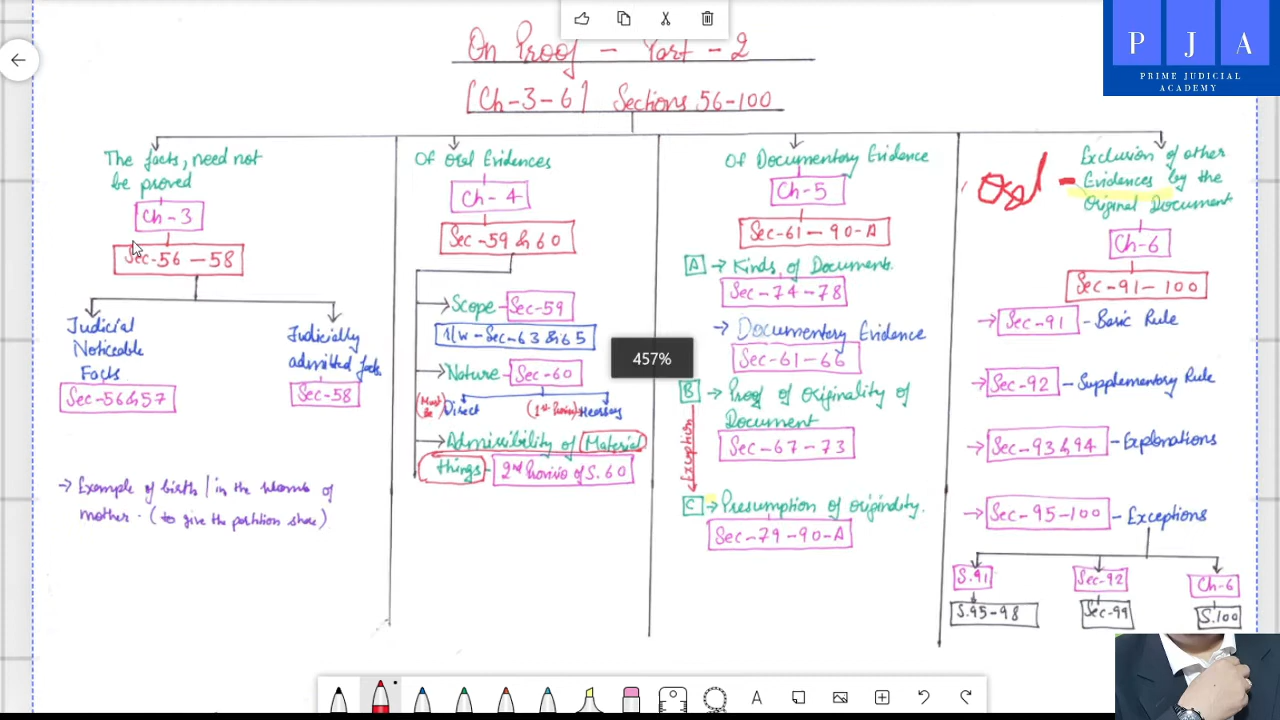 On Proof - Part - 2
[Ch-3-6] Sections 56-100
P J A
PRIME JUDICIAL
ACADEMY
The facts, need not
be proved
Ch-3
Sec-56-58
Judicial
Noticeable
Facts
Sec-56&57
Judicially
admitted facts
Sec-58
→ Example of birth / in the womb of
mother. (to give the partition share)
Of Oral Evidences
Ch-4
Sec-59 & 60
Scope - Sec-59
r/w-Sec-63&65
Nature - Sec-60
(Must be) Direct
(1st Proviso) Hearsay
Admissibility of Material
things - 2nd Proviso of S.60
457%
Of Documentary Evidence
Ch-5
Sec-61-90-A
A → Kinds of Document.
Sec-74-78
→ Documentary Evidence
Sec-61-66
B → Proof of Originality of
Document
Sec-67-73
Exception
C → Presumption of originality.
Sec-79-90-A
Oral -
Exclusion of other
Evidences by the
Original Document
Ch-6
Sec-91-100
→ Sec-91 - Basic Rule
→ Sec-92 - Supplementary Rule
→ Sec-93&94 - Explanations
→ Sec-95-100 - Exceptions
S.91
S.95-98
Sec-92
Sec-99
Ch-6
S.100
A